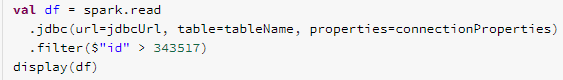 val df = spark.read
.jdbc(url=jdbcUrl, table=tableName, properties=connectionProperties)
.filter($"id" > 343517)
display(df)